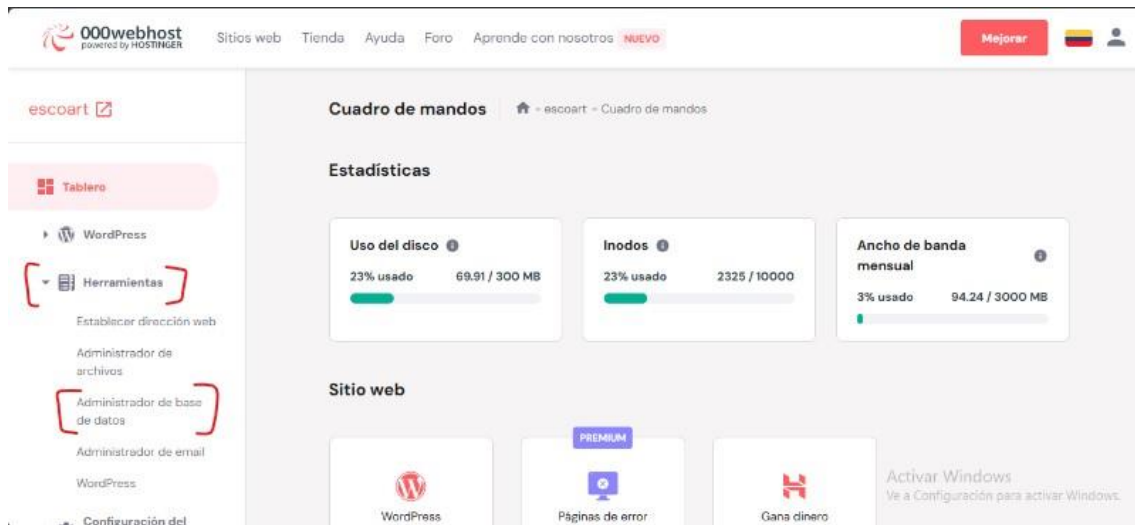 000webhost
powered by HOSTINGER
Sitios web Tienda Ayuda Foro Aprende con nosotros NUEVO
Mejorar
escoart
Cuadro de mandos
- escoart - Cuadro de mandos
Tablero
WordPress
Herramientas
Establecer dirección web
Administrador de
archivos
Administrador de base
de datos
Administrador de email
WordPress
Configuración del
Estadísticas
Uso del disco
23% usado 69.91 / 300 MB
Inodos
23% usado 2325 / 10000
Ancho de banda
mensual
3% usado 94.24 / 3000 MB
Sitio web
WordPress
PREMIUM
Páginas de error
Gana dinero
Activar Windows
Ve a Configuración para activar Windows.